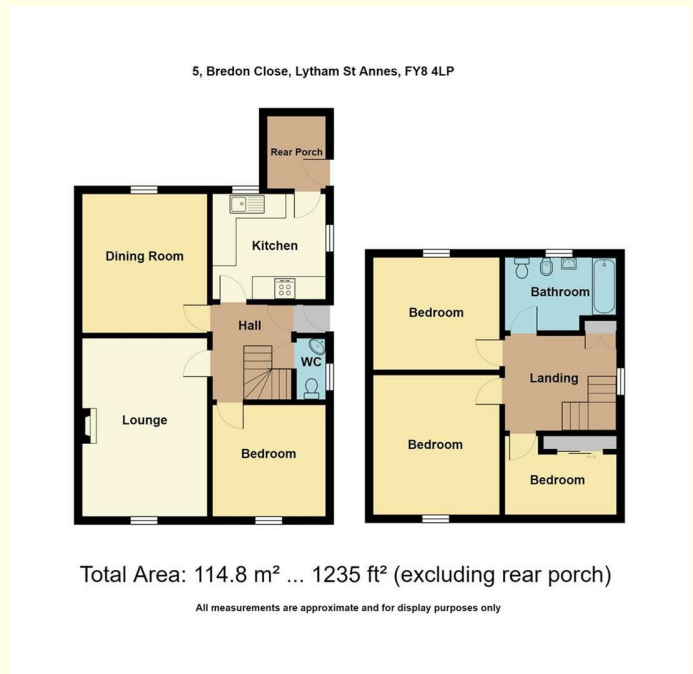 5, Bredon Close, Lytham St Annes, FY8 4LP
Rear Porch
Dining Room
Kitchen
Hall
WC
Lounge
Bedroom
Bathroom
Bedroom
Landing
Bedroom
Bedroom
Total Area: 114.8 m² ... 1235 ft² (excluding rear porch)
All measurements are approximate and for display purposes only